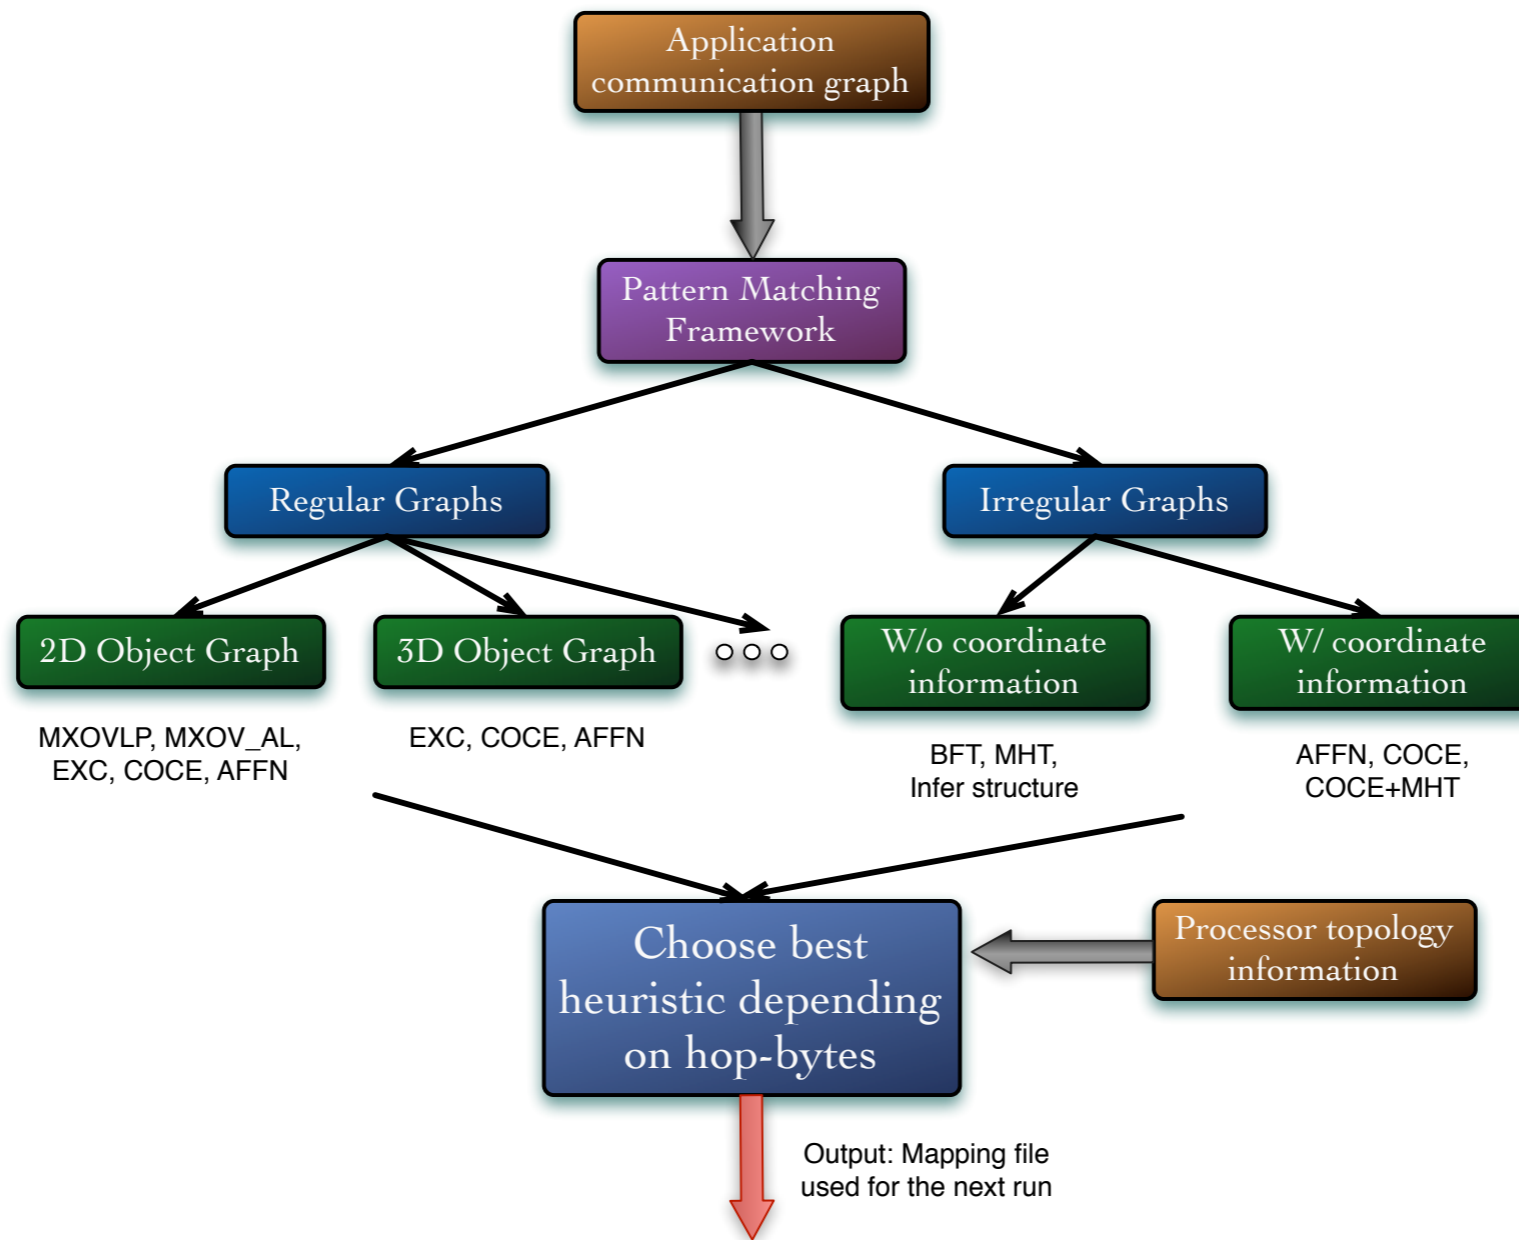 Application
communication graph
Pattern Matching
Framework
Regular Graphs
Irregular Graphs
2D Object Graph
3D Object Graph
W/o coordinate
information
W/ coordinate
information
MXOVLP, MXOV_AL,
EXC, COCE, AFFN
EXC, COCE, AFFN
BFT, MHT,
Infer structure
AFFN, COCE,
COCE+MHT
Choose best
heuristic depending
on hop-bytes
Processor topology
information
Output: Mapping file
used for the next run